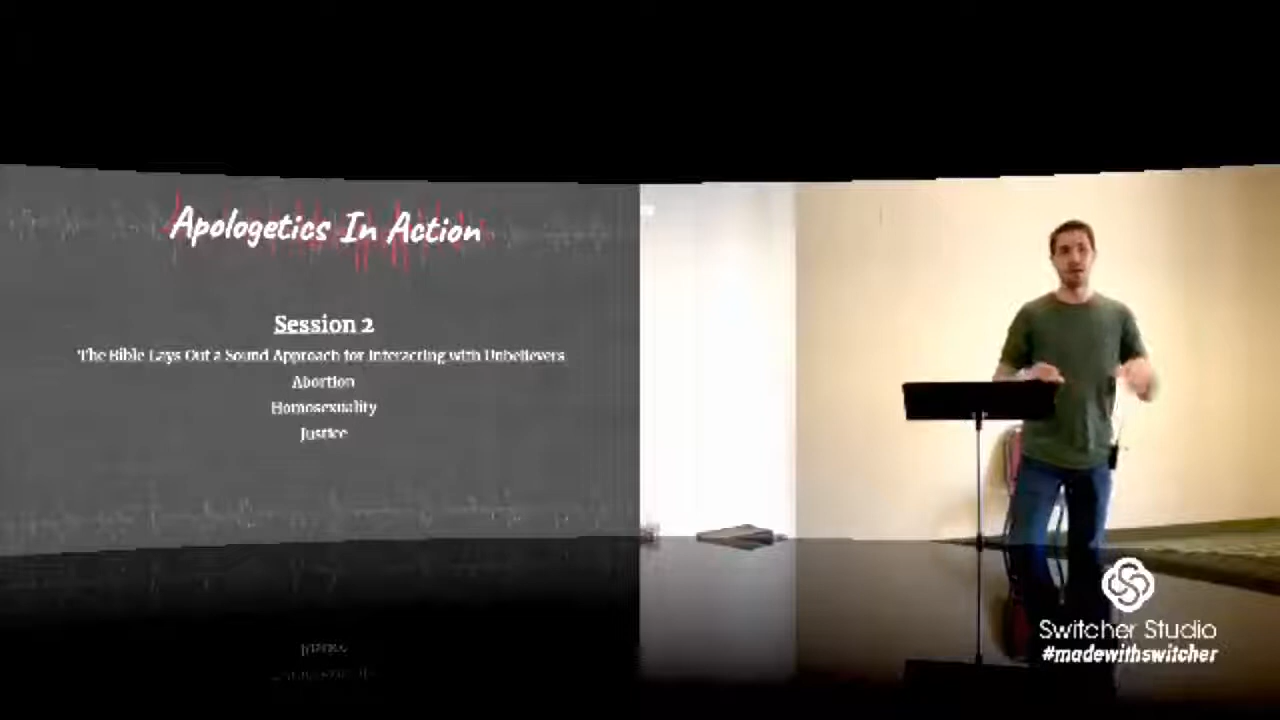 Apologetics In Action
Session 2
The Bible Lays Out a Sound Approach for Interacting with Unbelievers
Abortion
Homosexuality
Justice
Switcher Studio
#madewithswitcher